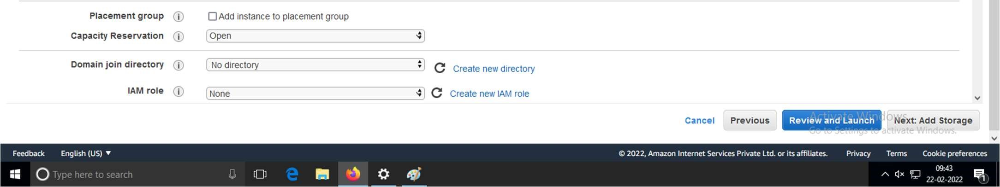 Placement group i Add instance to placement group
Capacity Reservation i Open
Domain join directory i No directory Create new directory
IAM role i None Create new IAM role
Cancel Previous Review and Launch Next: Add Storage
Activate Windows
Go to Settings to activate Windows.
Feedback English (US) © 2022, Amazon Internet Services Private Ltd. or its affiliates. Privacy Terms Cookie preferences
Type here to search
09:43
22-02-2022
1